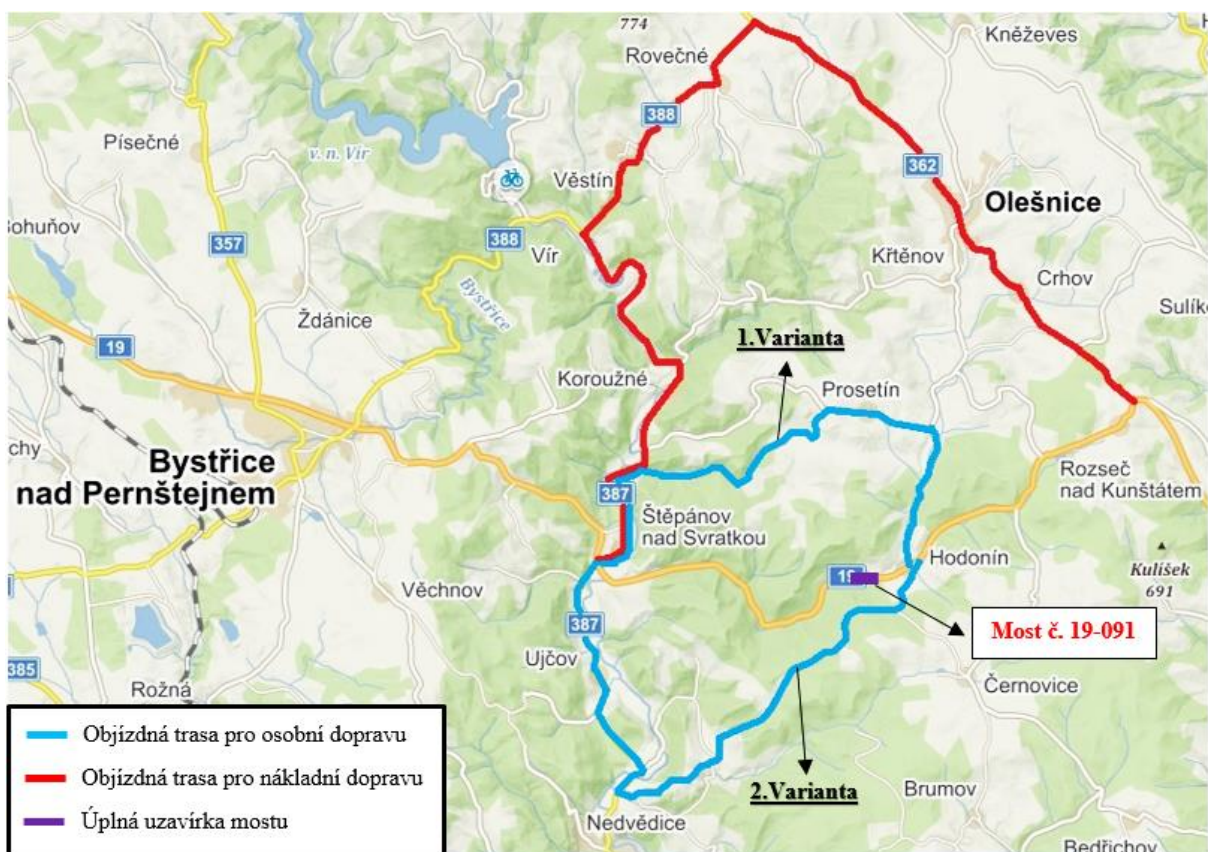 774
Rovečné
Kněževes
Písečné
v. n. Vír
388
362
Věstín
Olešnice
357
388
Vír
Křtěnov
Crhov
Bystřice
Ždánice
Sulík
19
1.Varianta
Koroužné
Prosetín
Bystřice
nad Pernštejnem
387
Štěpánov
nad Svratkou
Rozseč
nad Kunštátem
Hodonín
Kulíšek
691
19
Věchnov
387
Most č. 19-091
Ujčov
385
Rožná
Černovice
Objízdná trasa pro osobní dopravu
Objízdná trasa pro nákladní dopravu
Úplná uzavírka mostu
2.Varianta
Brumov
Nedvědice
Bedřichov